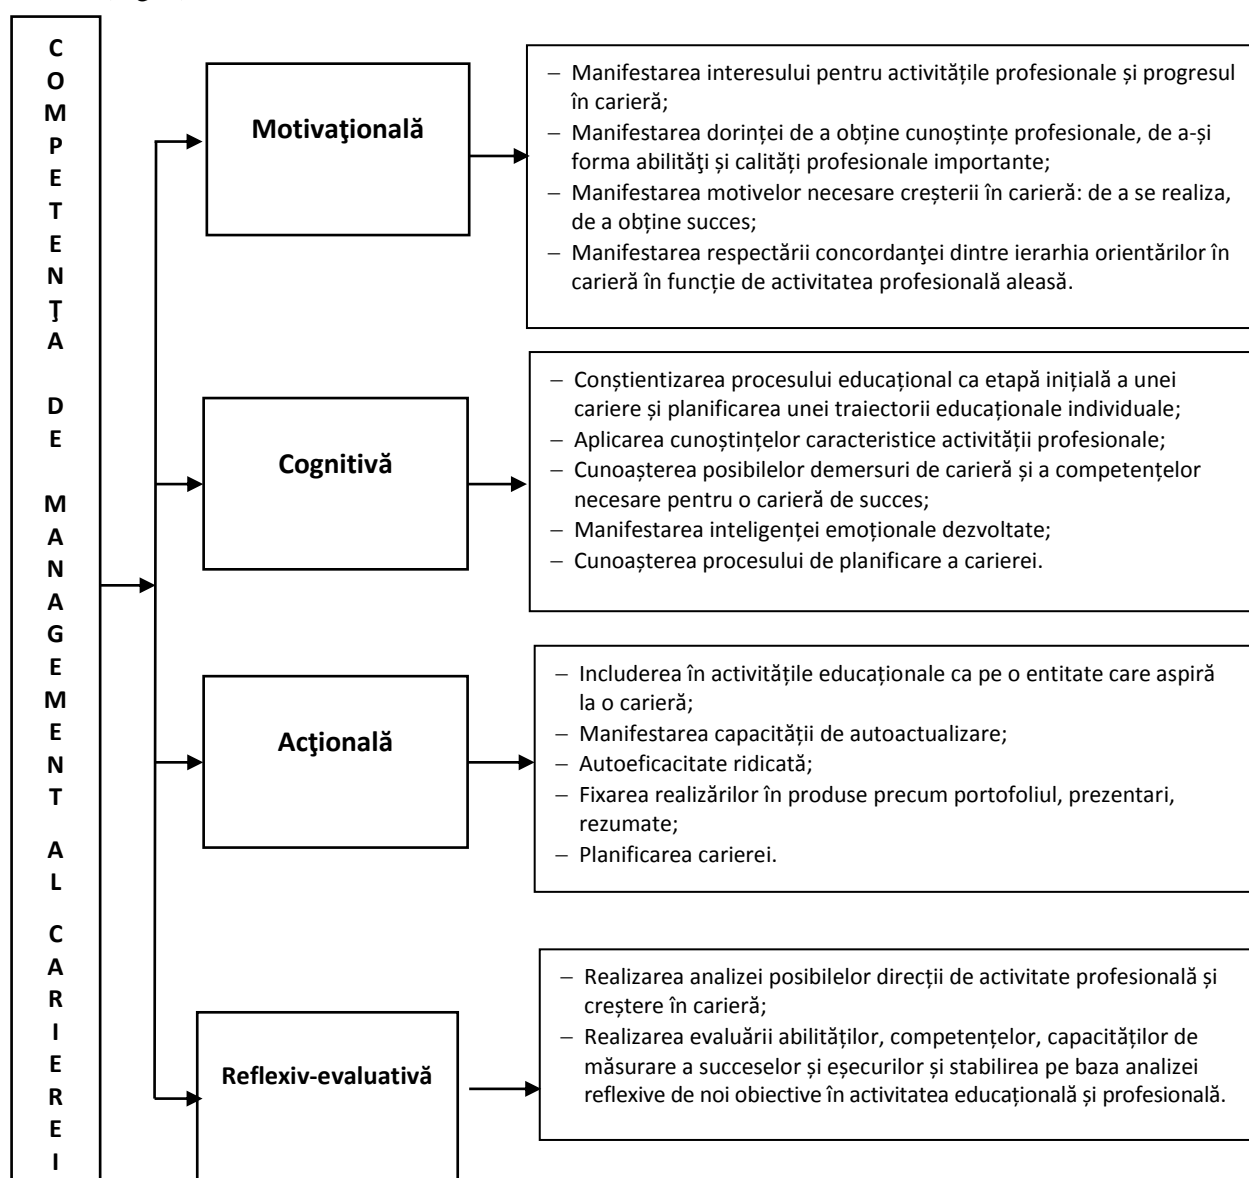 COMPETENŢA DE MANAGEMENT AL CARIEREI
Motivaţională
– Manifestarea interesului pentru activitățile profesionale și progresul
în carieră;
– Manifestarea dorinței de a obține cunoștințe profesionale, de a-și
forma abilităţi și calități profesionale importante;
– Manifestarea motivelor necesare creșterii în carieră: de a se realiza,
de a obține succes;
– Manifestarea respectării concordanţei dintre ierarhia orientărilor în
carieră în funcție de activitatea profesională aleasă.
Cognitivă
– Conștientizarea procesului educațional ca etapă inițială a unei
cariere și planificarea unei traiectorii educaționale individuale;
– Aplicarea cunoștințelor caracteristice activității profesionale;
– Cunoașterea posibilelor demersuri de carieră și a competențelor
necesare pentru o carieră de succes;
– Manifestarea inteligenței emoționale dezvoltate;
– Cunoașterea procesului de planificare a carierei.
Acţională
– Includerea în activitățile educaționale ca pe o entitate care aspiră
la o carieră;
– Manifestarea capacității de autoactualizare;
– Autoeficacitate ridicată;
– Fixarea realizărilor în produse precum portofoliul, prezentari,
rezumate;
– Planificarea carierei.
Reflexiv-evaluativă
– Realizarea analizei posibilelor direcții de activitate profesională și
creștere în carieră;
– Realizarea evaluării abilităților, competențelor, capacităților de
măsurare a succeselor și eșecurilor și stabilirea pe baza analizei
reflexive de noi obiective în activitatea educațională și profesională.